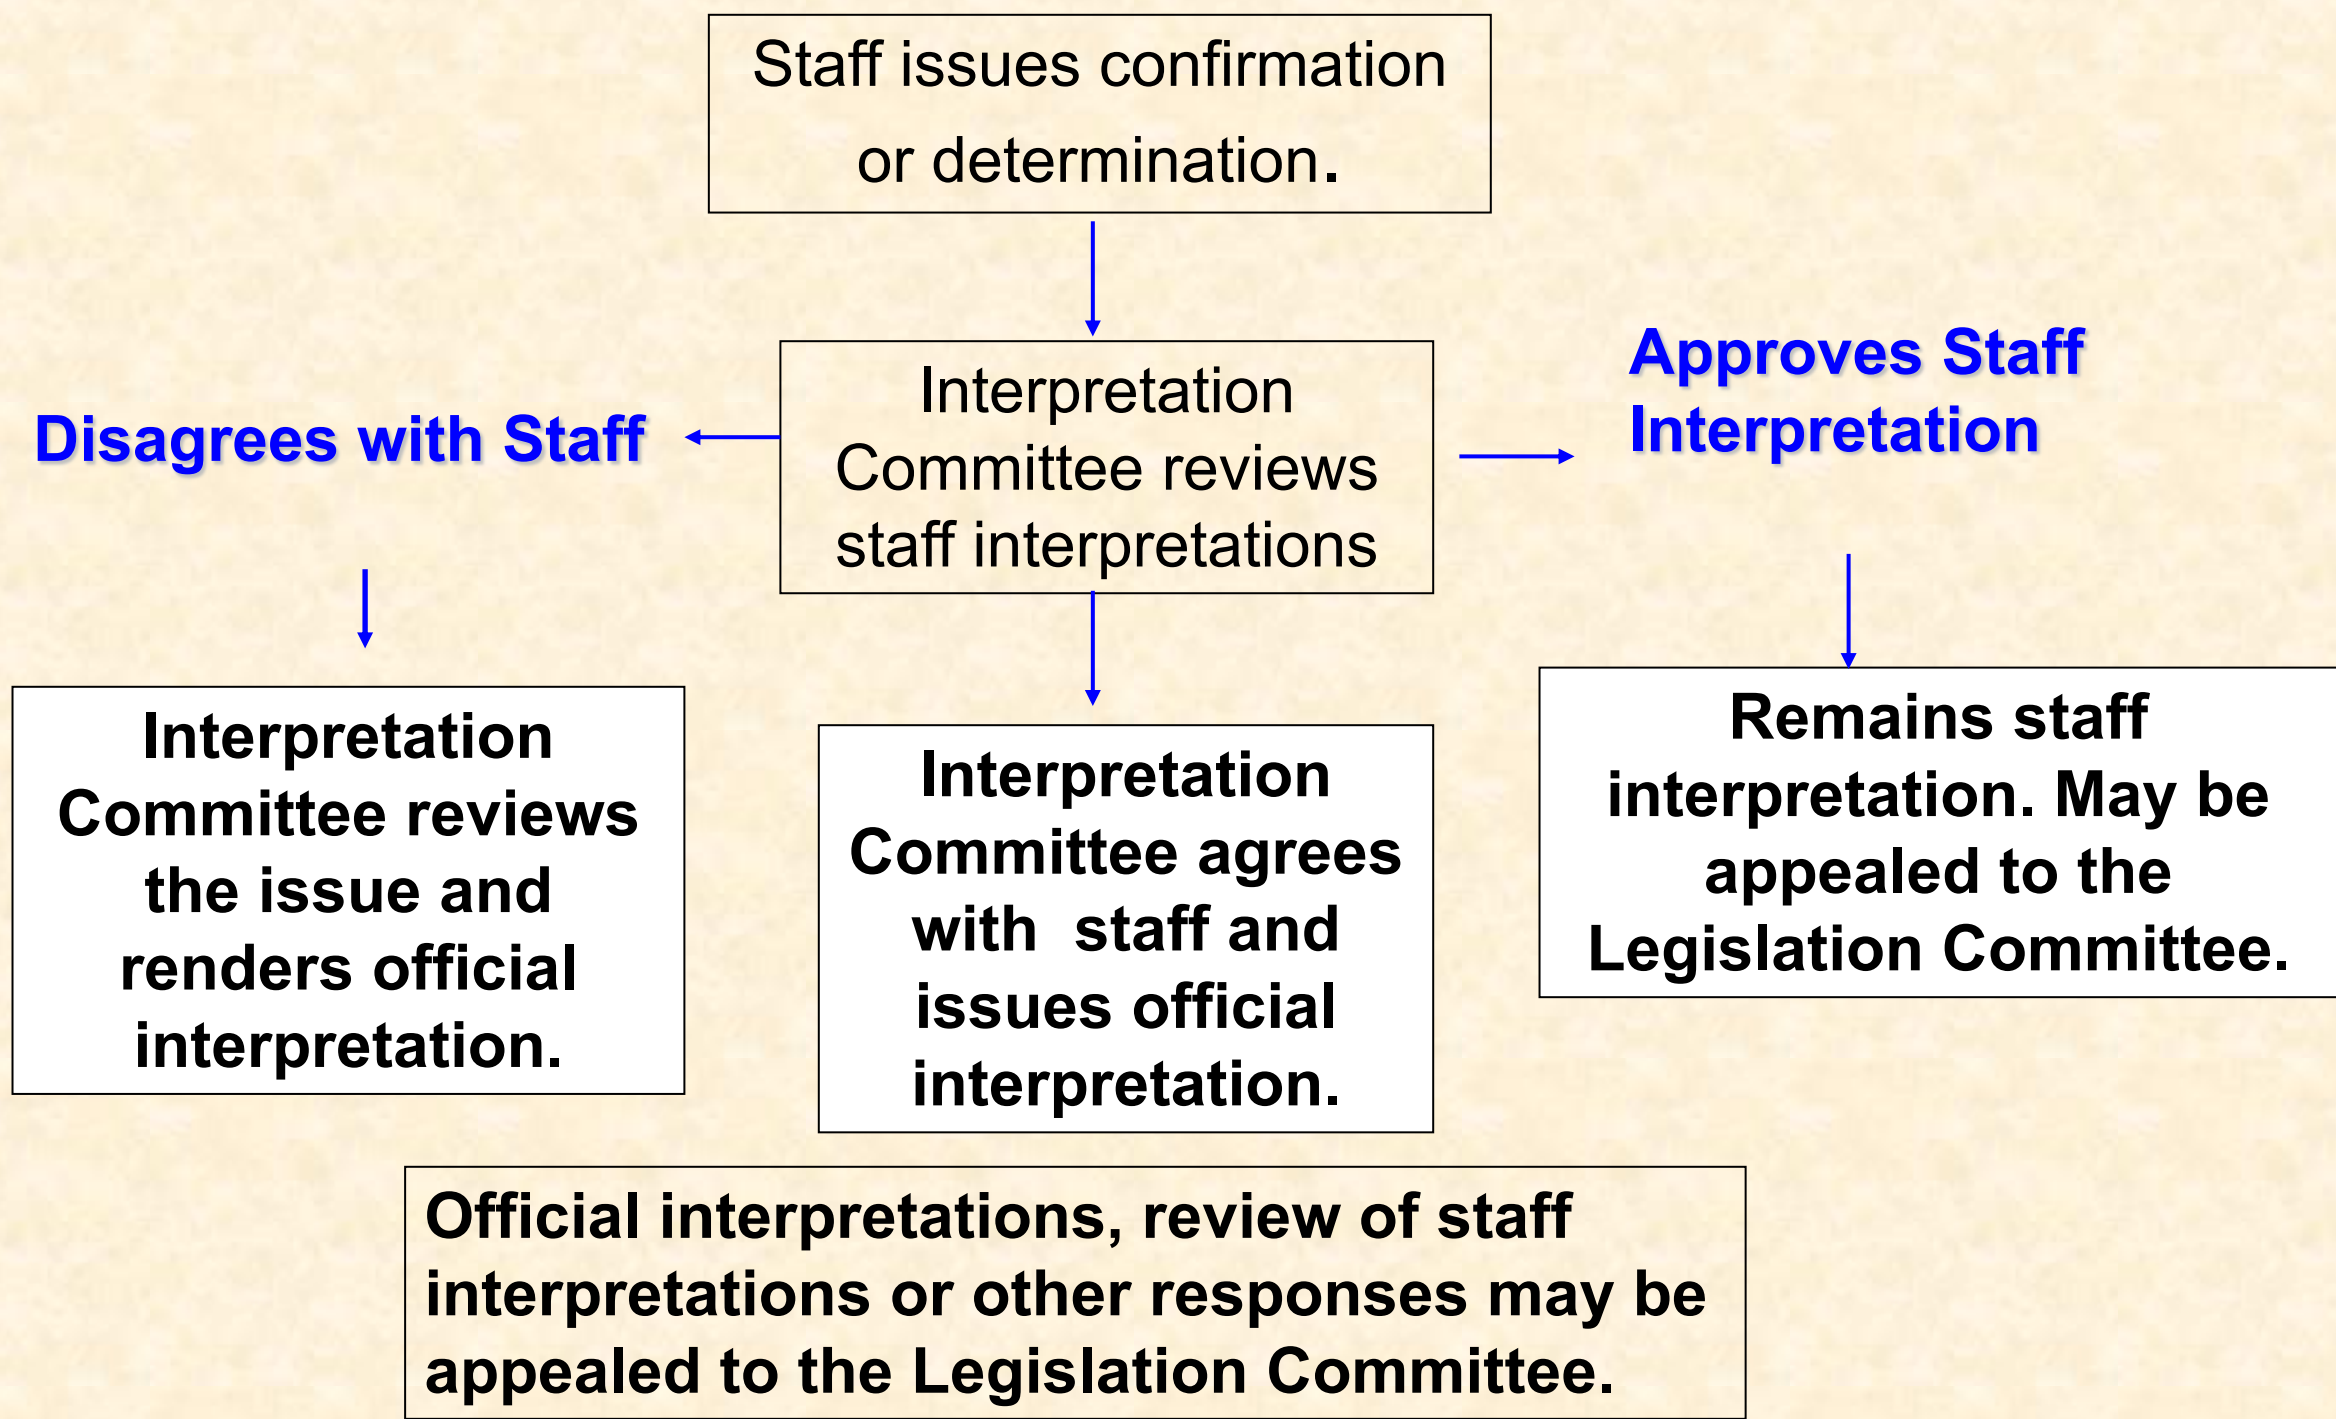 Staff issues confirmation
or determination.
Disagrees with Staff
Interpretation
Committee reviews
staff interpretations
Approves Staff
Interpretation
Interpretation
Committee reviews
the issue and
renders official
interpretation.
Interpretation
Committee agrees
with  staff and
issues official
interpretation.
Remains staff
interpretation. May be
appealed to the
Legislation Committee.
Official interpretations, review of staff
interpretations or other responses may be
appealed to the Legislation Committee.